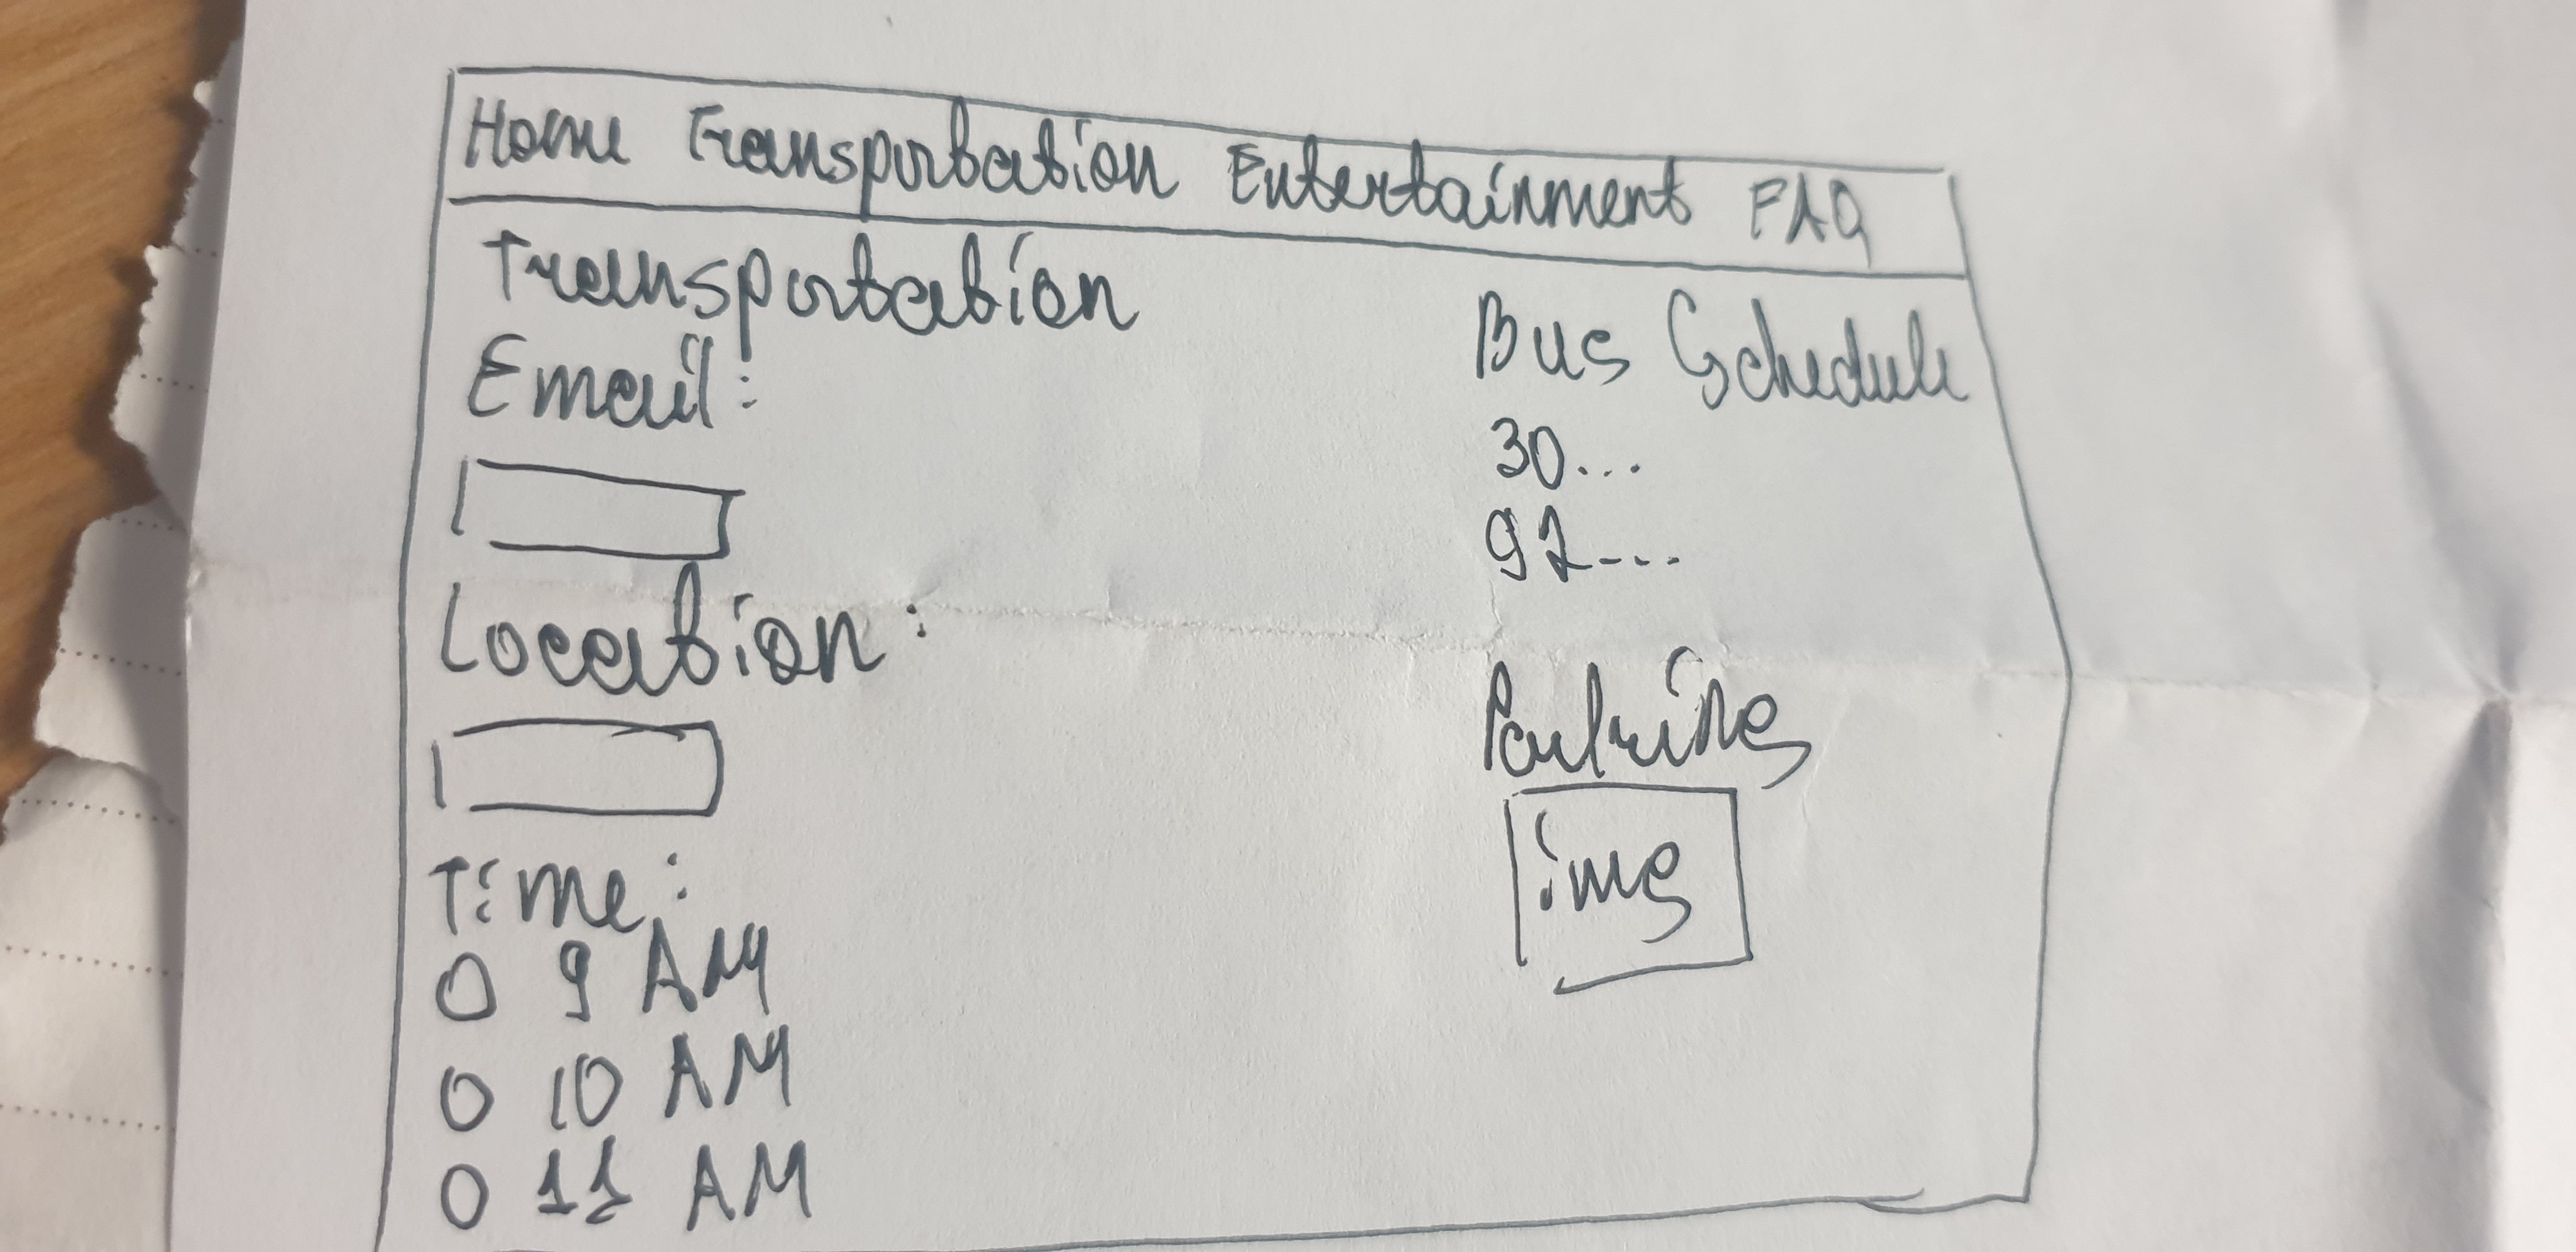 Home Transportation Entertainment FAQ
Transportation
Email:
Location:
Time:
O 9 AM
O 10 AM
O 11 AM
Bus Schedule
30...
92...
Parking
img